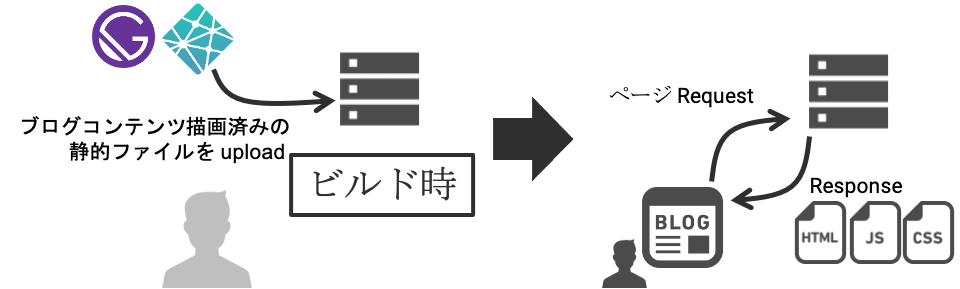 ブログコンテンツ描画済みの
静的ファイルを upload
ビルド時
ページ Request
BLOG
Response
HTML
JS
CSS